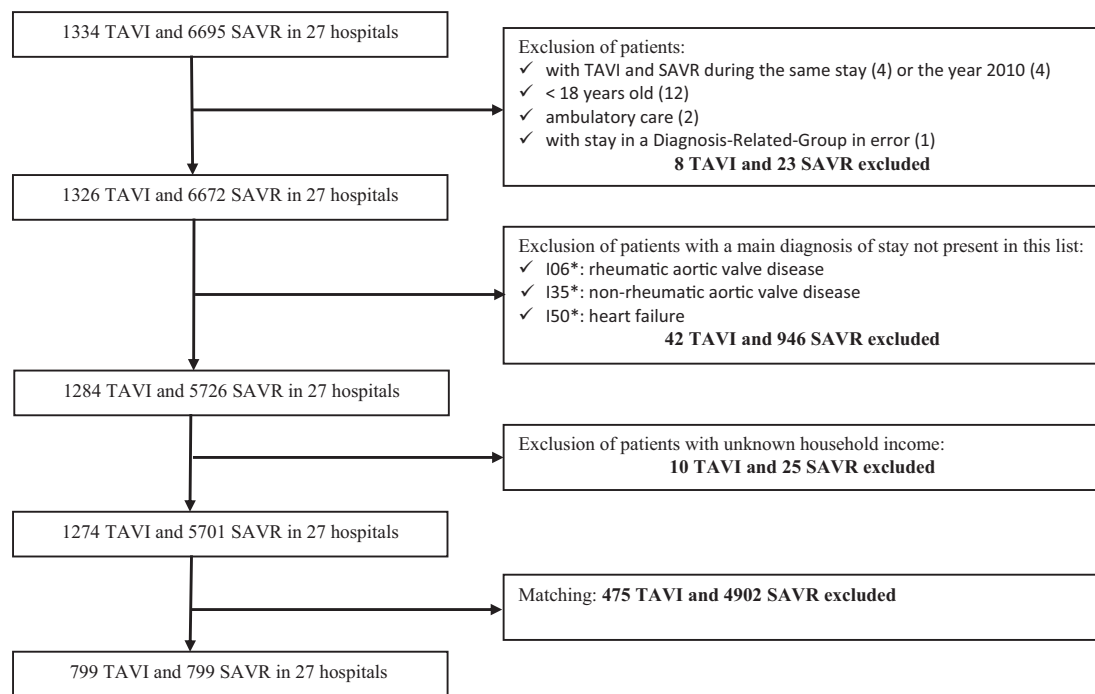 1334 TAVI and 6695 SAVR in 27 hospitals
Exclusion of patients:
✓ with TAVI and SAVR during the same stay (4) or the year 2010 (4)
✓ < 18 years old (12)
✓ ambulatory care (2)
✓ with stay in a Diagnosis-Related-Group in error (1)
8 TAVI and 23 SAVR excluded
1326 TAVI and 6672 SAVR in 27 hospitals
Exclusion of patients with a main diagnosis of stay not present in this list:
✓ I06*: rheumatic aortic valve disease
✓ I35*: non-rheumatic aortic valve disease
✓ I50*: heart failure
42 TAVI and 946 SAVR excluded
1284 TAVI and 5726 SAVR in 27 hospitals
Exclusion of patients with unknown household income:
10 TAVI and 25 SAVR excluded
1274 TAVI and 5701 SAVR in 27 hospitals
Matching: 475 TAVI and 4902 SAVR excluded
799 TAVI and 799 SAVR in 27 hospitals